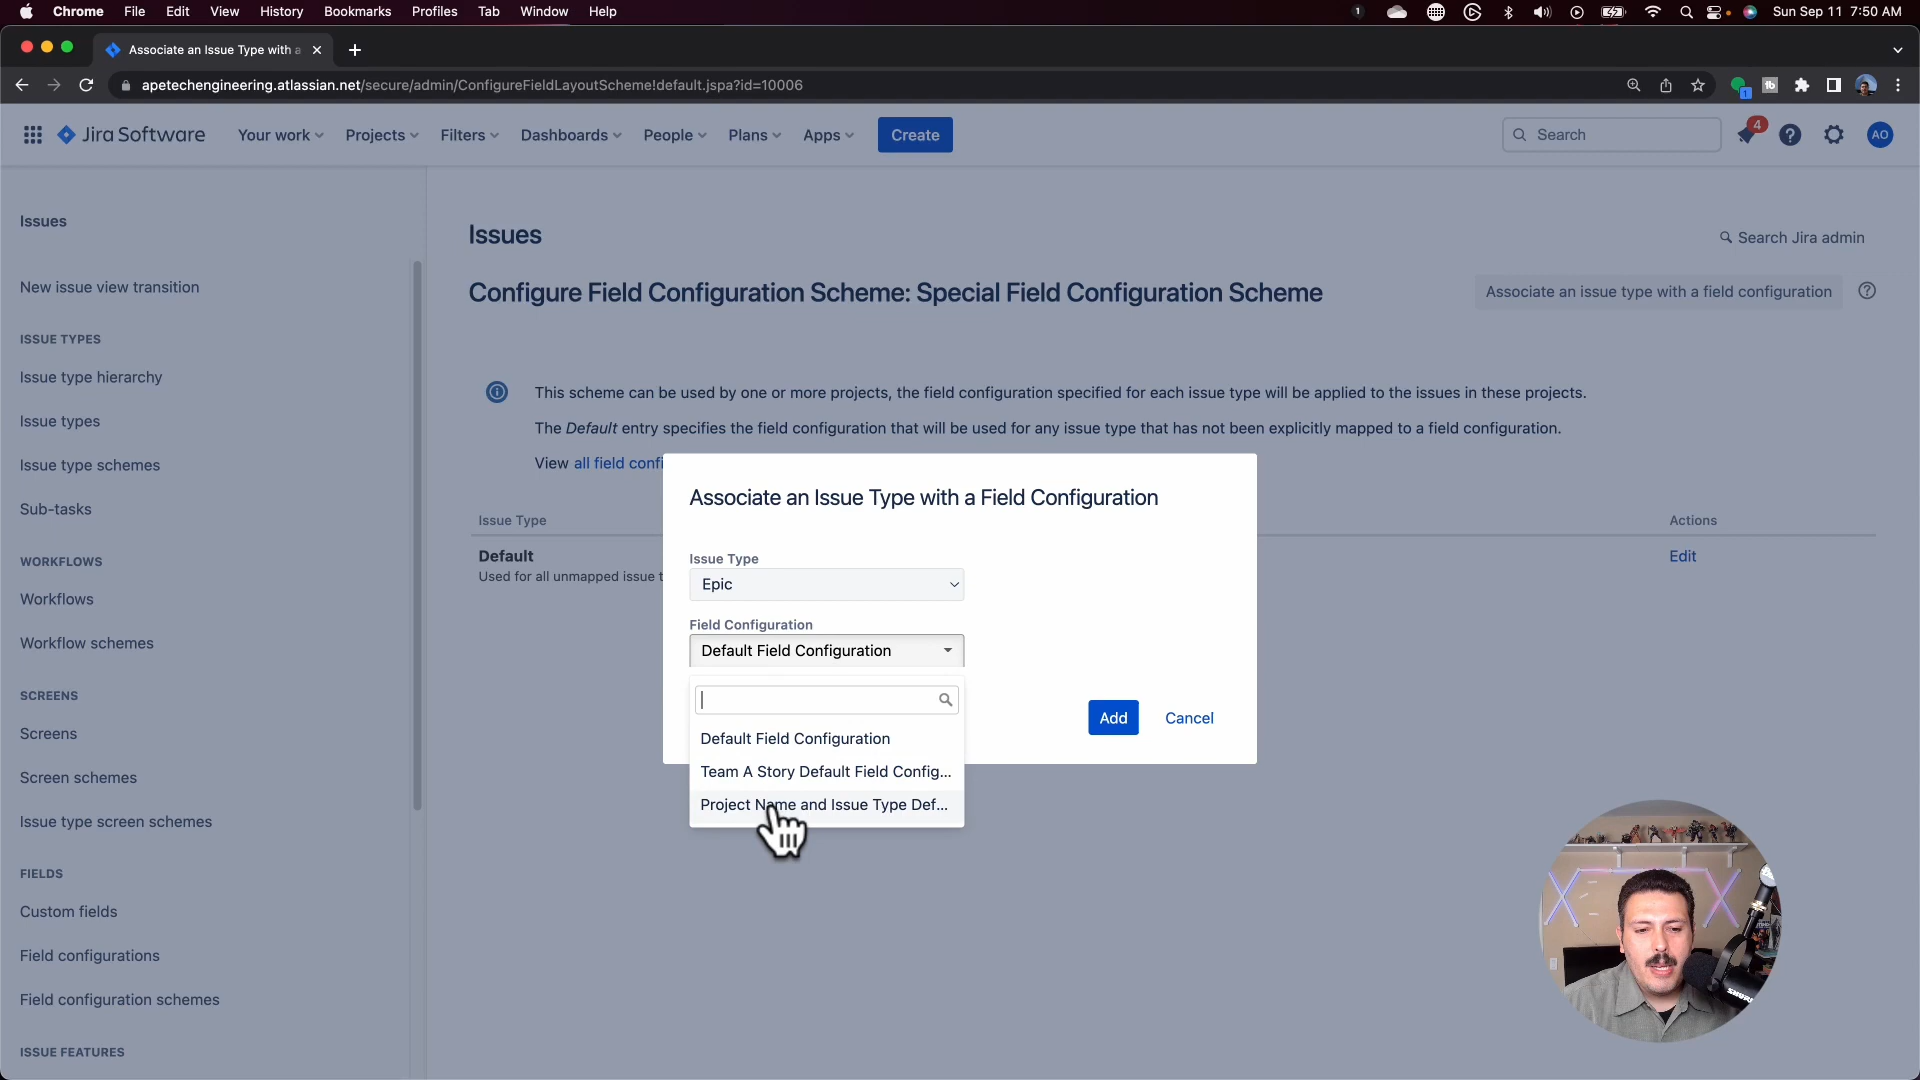 Chrome File Edit View History Bookmarks Profiles Tab Window Help
1 Sun Sep 11 7:50 AM
Associate an Issue Type with a
apetechengineering.atlassian.net/secure/admin/ConfigureFieldLayoutScheme!default.jspa?id=10006
tb
1
Jira Software Your work Projects Filters Dashboards People Plans Apps Create
Search
4
AO
Issues
New issue view transition
ISSUE TYPES
Issue type hierarchy
Issue types
Issue type schemes
Sub-tasks
WORKFLOWS
Workflows
Workflow schemes
SCREENS
Screens
Screen schemes
Issue type screen schemes
FIELDS
Custom fields
Field configurations
Field configuration schemes
ISSUE FEATURES
Issues
Search Jira admin
Configure Field Configuration Scheme: Special Field Configuration Scheme
Associate an issue type with a field configuration
This scheme can be used by one or more projects, the field configuration specified for each issue type will be applied to the issues in these projects.
The Default entry specifies the field configuration that will be used for any issue type that has not been explicitly mapped to a field configuration.
View all field confi
Issue Type
Actions
Default
Edit
Used for all unmapped issue t
Associate an Issue Type with a Field Configuration
Issue Type
Epic
Field Configuration
Default Field Configuration
Default Field Configuration
Team A Story Default Field Config...
Project Name and Issue Type Def...
Add Cancel
SHURE